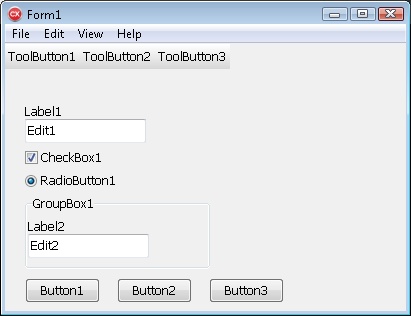 Form1
File Edit View Help
ToolButton1 ToolButton2 ToolButton3
Label1
Edit1
CheckBox1
RadioButton1
GroupBox1
Label2
Edit2
Button1 Button2 Button3